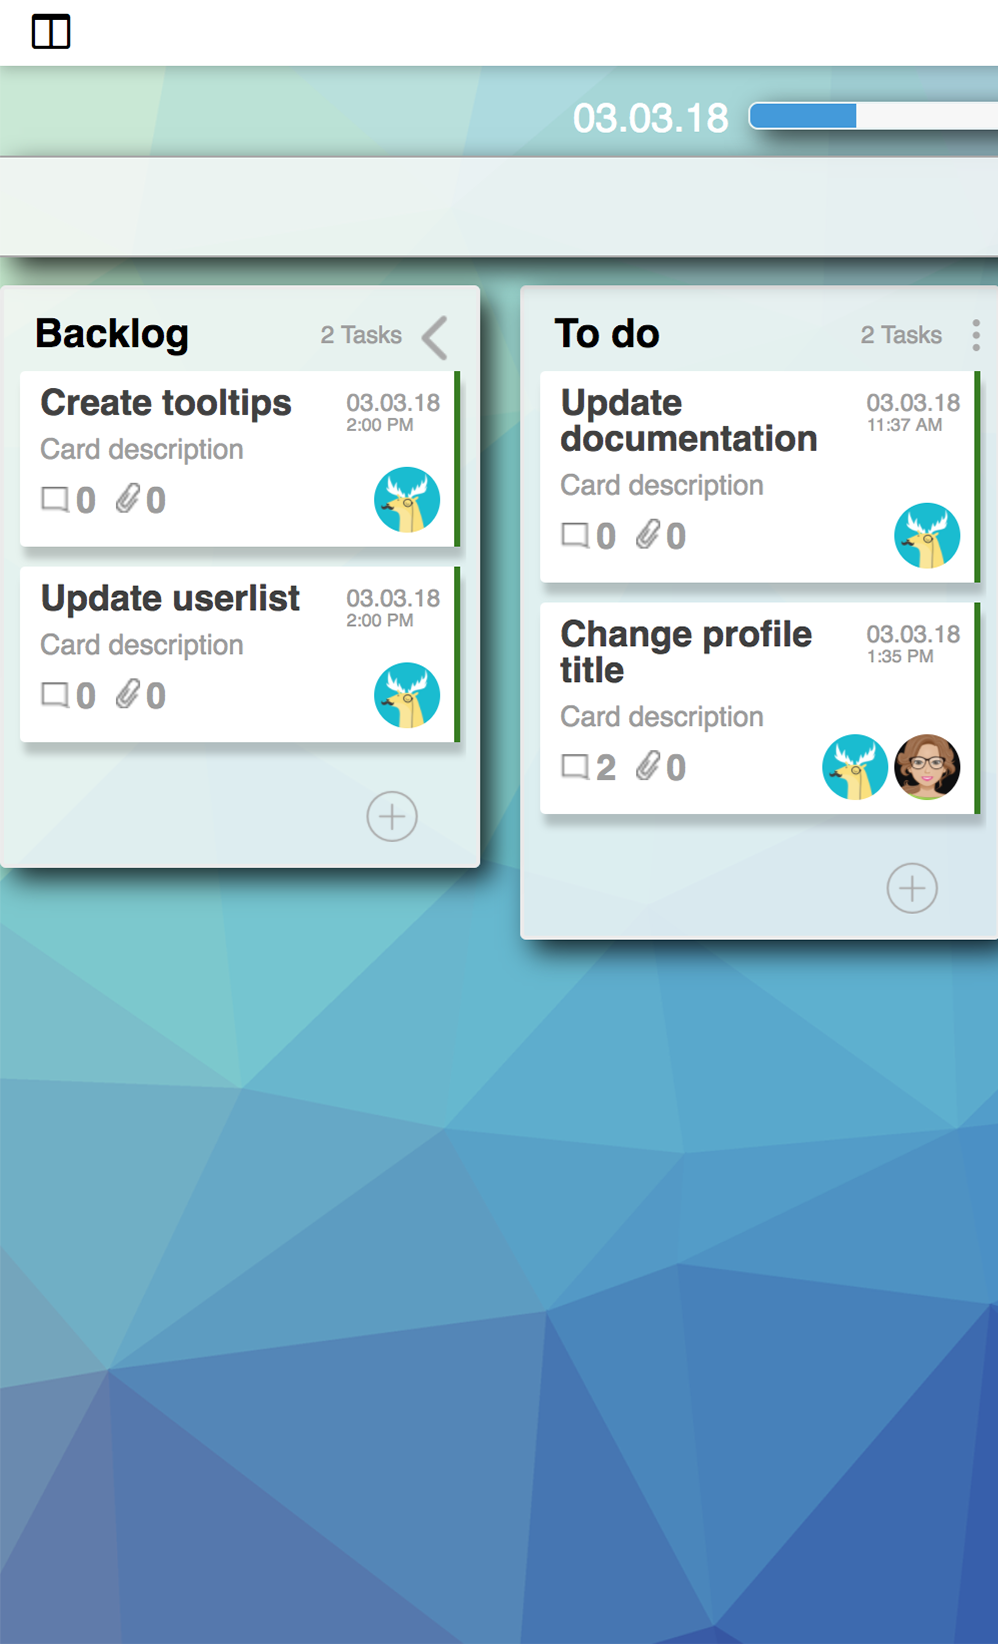 03.03.18
Backlog
2 Tasks
Create tooltips
03.03.18
2:00 PM
Card description
0
0
Update userlist
03.03.18
2:00 PM
Card description
0
0
To do
2 Tasks
Update
documentation
03.03.18
11:37 AM
Card description
0
0
Change profile
title
03.03.18
1:35 PM
Card description
2
0